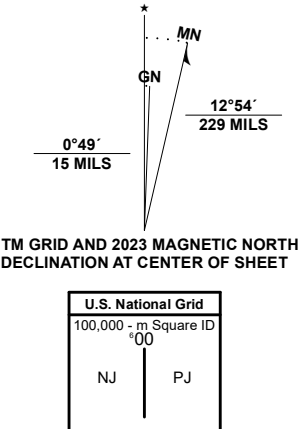 ★
MN
GN
12°54´
229 MILS
0°49´
15 MILS
TM GRID AND 2023 MAGNETIC NORTH
DECLINATION AT CENTER OF SHEET
U.S. National Grid
100,000 - m Square ID
⁶00
NJ PJ